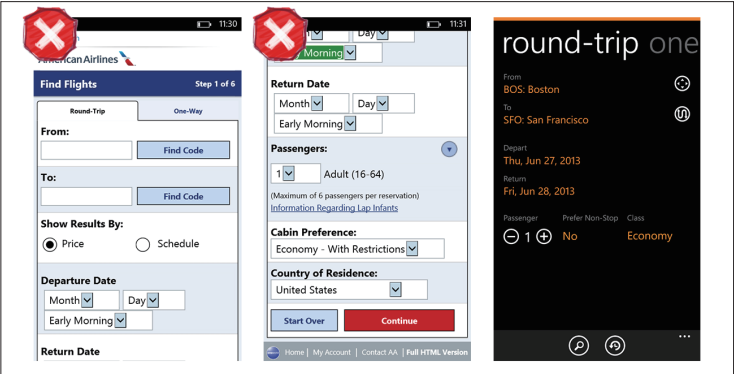 11:30
American Airlines
Find Flights Step 1 of 6
Round-Trip One-Way
From:
Find Code
To:
Find Code
Show Results By:
Price Schedule
Departure Date
Month Day
Early Morning
Return Date
11:31
Day
Early Morning
Return Date
Month Day
Early Morning
Passengers:
1 Adult (16-64)
(Maximum of 6 passengers per reservation)
Information Regarding Lap Infants
Cabin Preference:
Economy - With Restrictions
Country of Residence:
United States
Start Over Continue
Home | My Account | Contact AA | Full HTML Version
round-trip one
From
BOS: Boston
To
SFO: San Francisco
Depart
Thu, Jun 27, 2013
Return
Fri, Jun 28, 2013
Passenger Prefer Non-Stop Class
1 No Economy
...